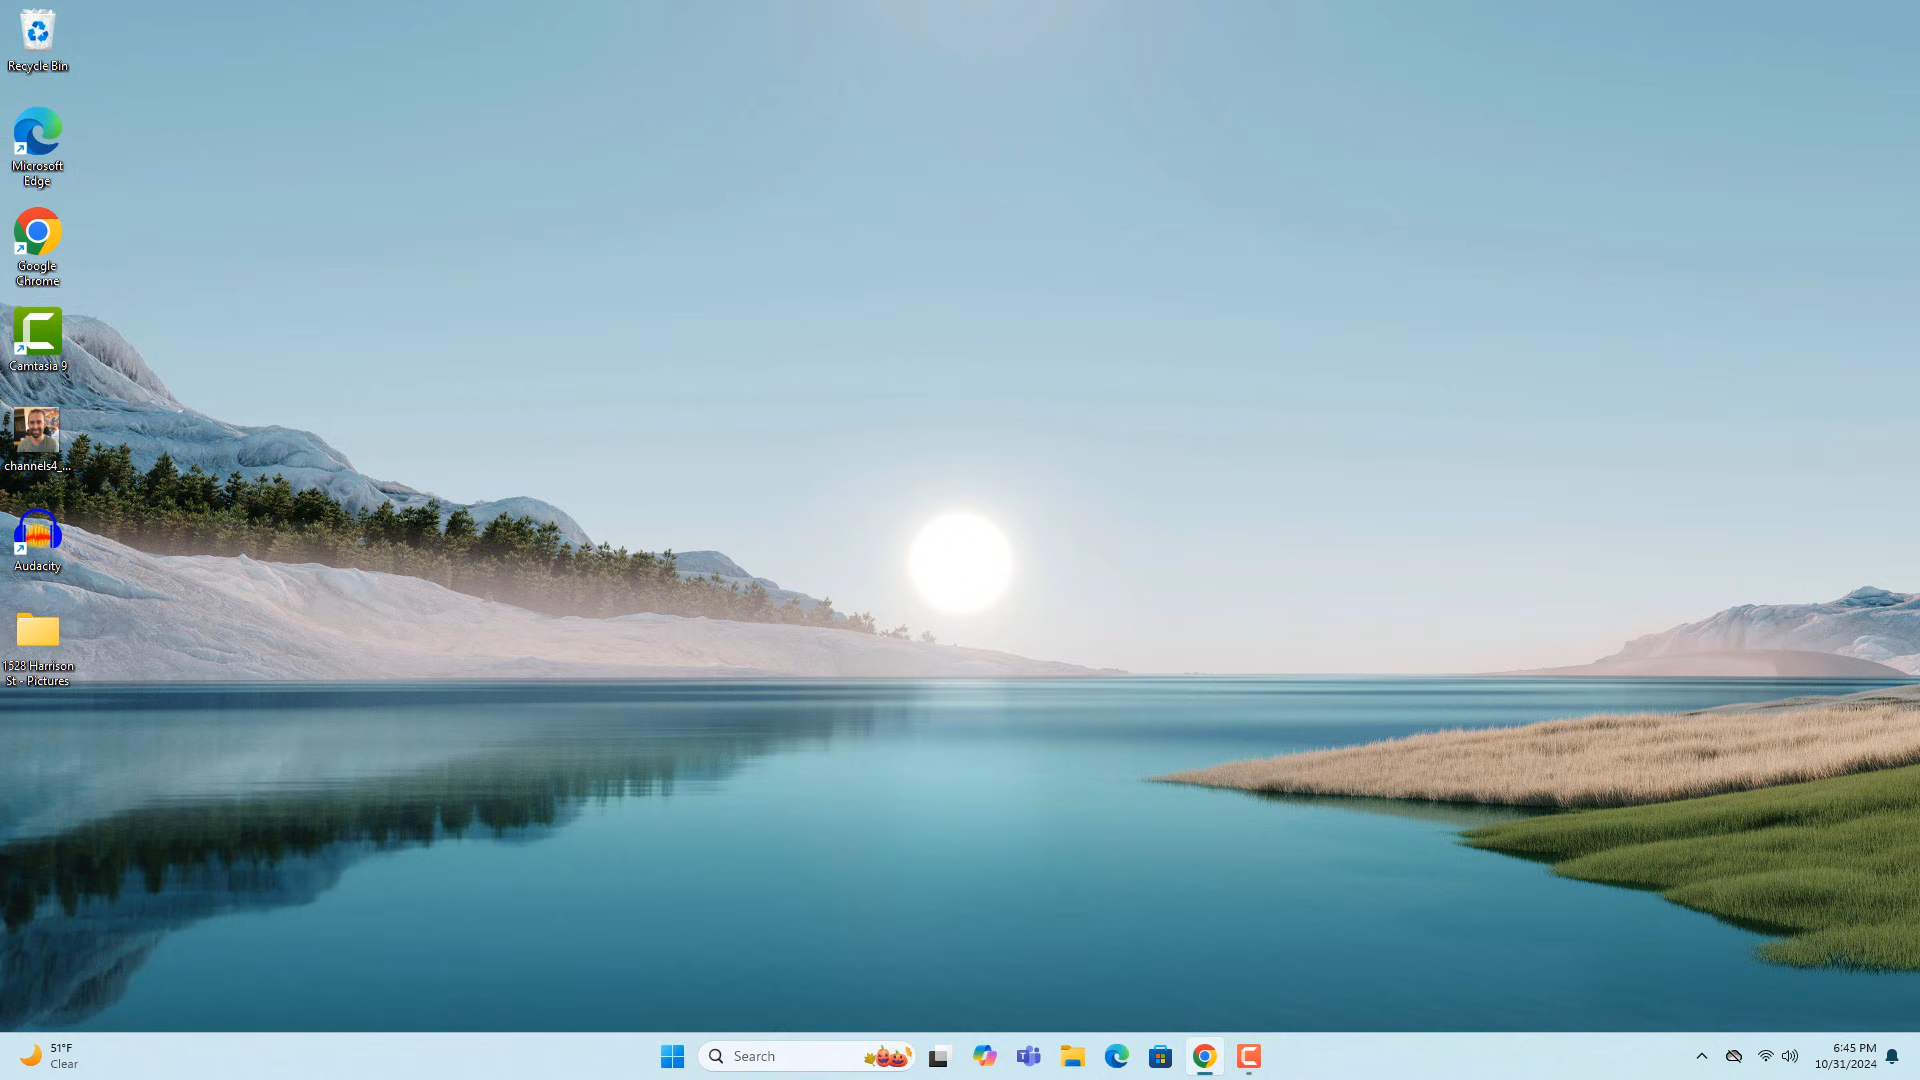 Recycle Bin
Microsoft
Edge
Google
Chrome
Camtasia 9
channels4_...
Audacity
1528 Harrison
St - Pictures
51°F
Clear
Search
6:45 PM
10/31/2024